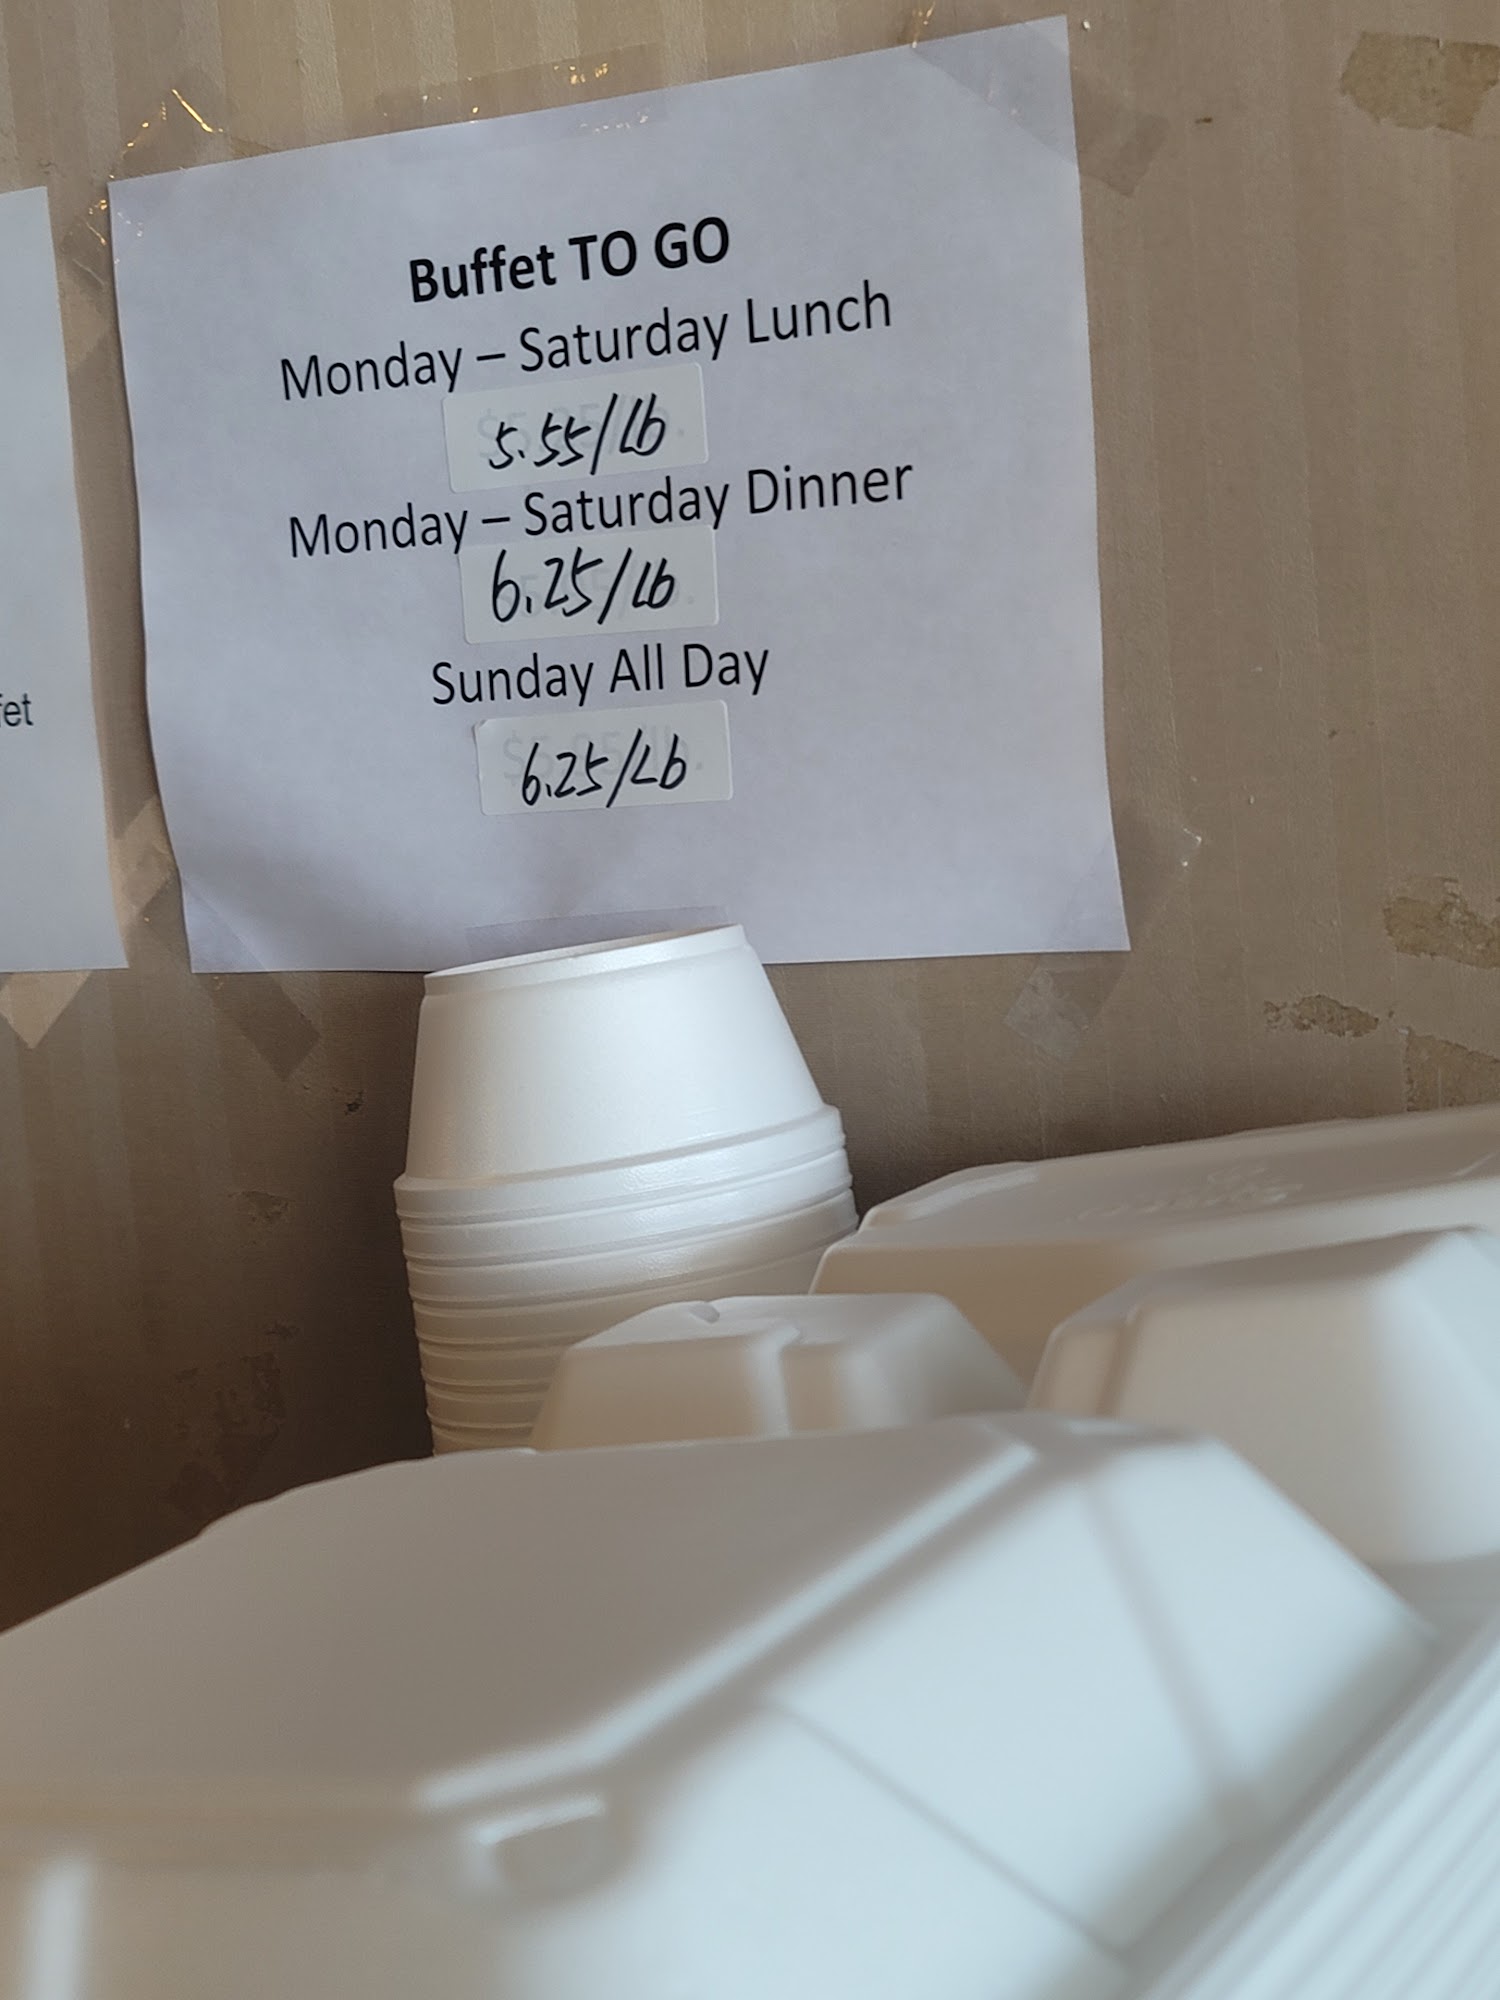 Buffet TO GO
Monday – Saturday Lunch
5.55/Lb
Monday – Saturday Dinner
6.25/Lb
Sunday All Day
6.25/Lb